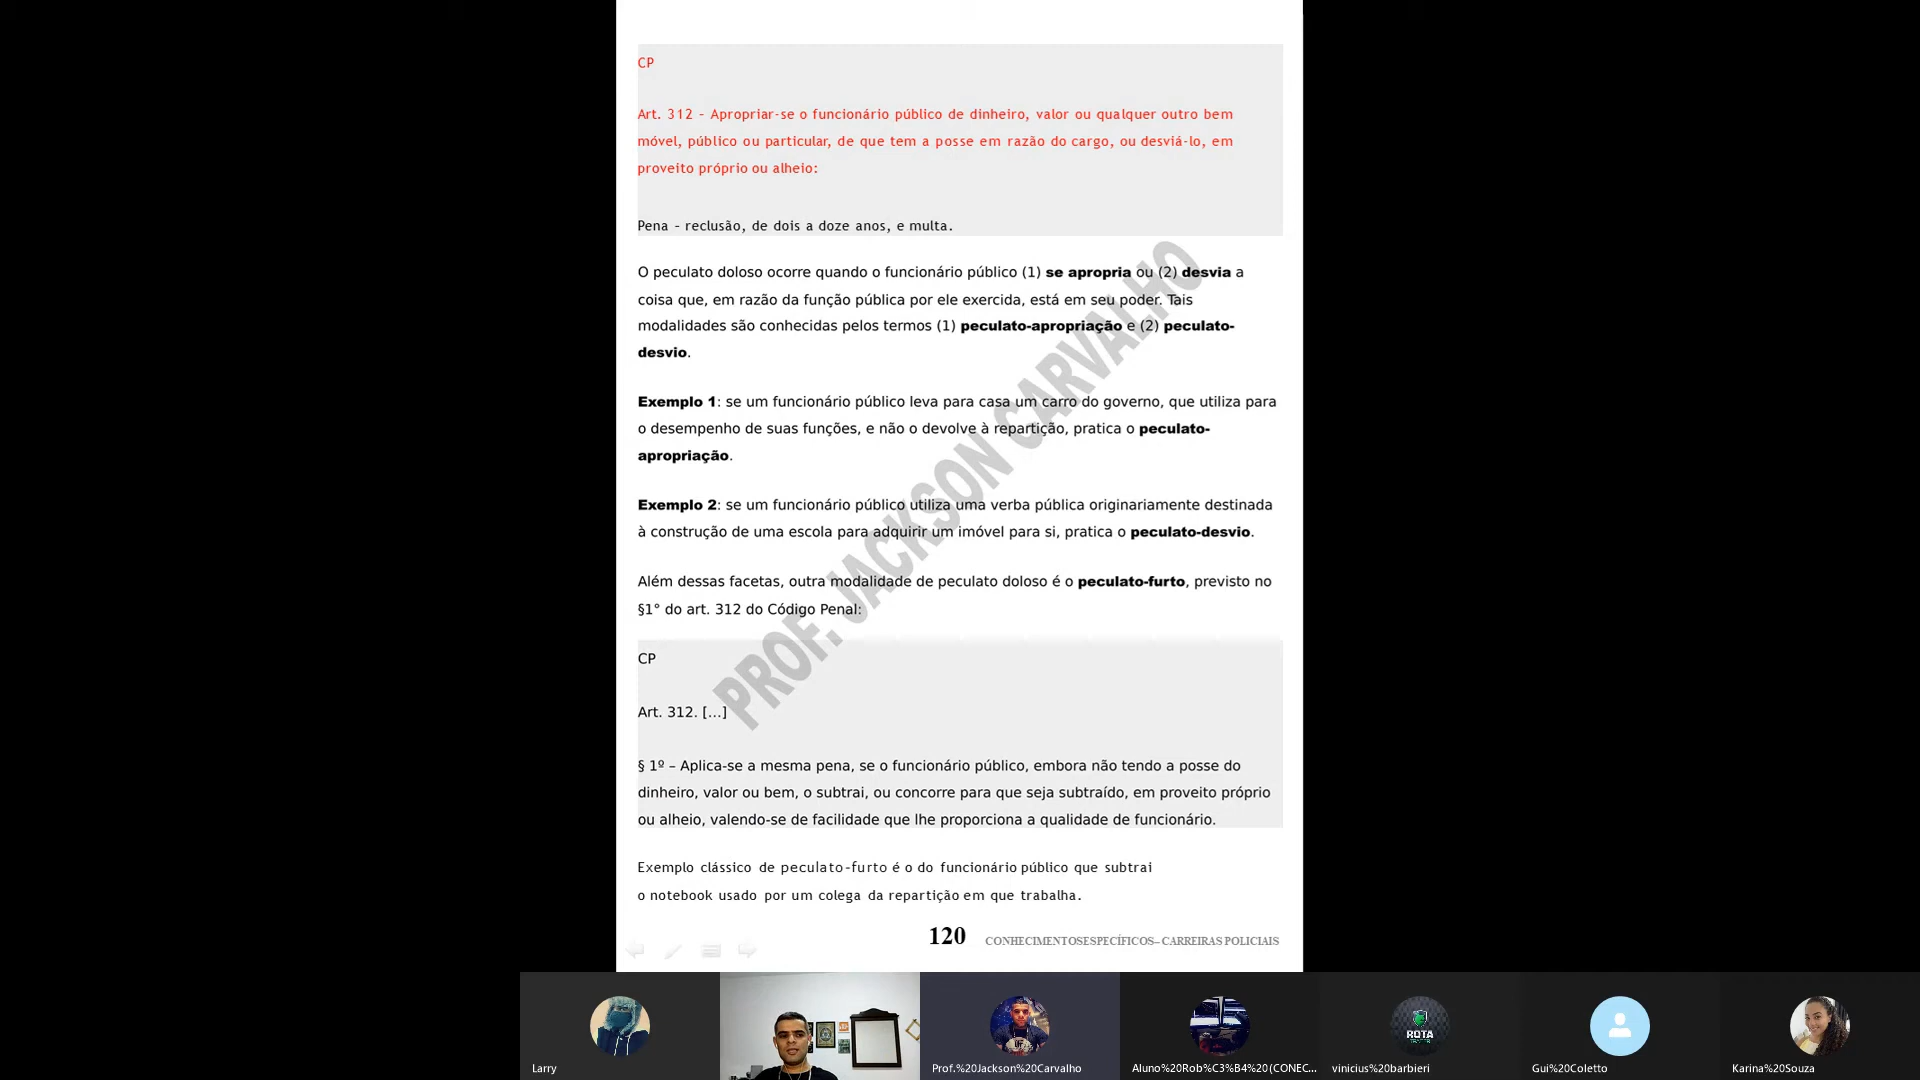 CP
Art. 312 – Apropriar-se o funcionário público de dinheiro, valor ou qualquer outro bem
móvel, público ou particular, de que tem a posse em razão do cargo, ou desviá-lo, em
proveito próprio ou alheio:
Pena – reclusão, de dois a doze anos, e multa.
O peculato doloso ocorre quando o funcionário público (1) se apropria ou (2) desvia a
coisa que, em razão da função pública por ele exercida, está em seu poder. Tais
modalidades são conhecidas pelos termos (1) peculato-apropriação e (2) peculato-
desvio.
Exemplo 1: se um funcionário público leva para casa um carro do governo, que utiliza para
o desempenho de suas funções, e não o devolve à repartição, pratica o peculato-
apropriação.
Exemplo 2: se um funcionário público utiliza uma verba pública originariamente destinada
à construção de uma escola para adquirir um imóvel para si, pratica o peculato-desvio.
Além dessas facetas, outra modalidade de peculato doloso é o peculato-furto, previsto no
§1° do art. 312 do Código Penal:
CP
Art. 312. [...]
§ 1º – Aplica-se a mesma pena, se o funcionário público, embora não tendo a posse do
dinheiro, valor ou bem, o subtrai, ou concorre para que seja subtraído, em proveito próprio
ou alheio, valendo-se de facilidade que lhe proporciona a qualidade de funcionário.
Exemplo clássico de peculato-furto é o do funcionário público que subtrai
o notebook usado por um colega da repartição em que trabalha.
PROF. JACKSON CARVALHO
120 CONHECIMENTOSESPECÍFICOS– CARREIRAS POLICIAIS
ROTA
Larry
Prof.%20Jackson%20Carvalho
Aluno%20Rob%C3%B4%20(CONEC...
vinicius%20barbieri
Gui%20Coletto
Karina%20Souza